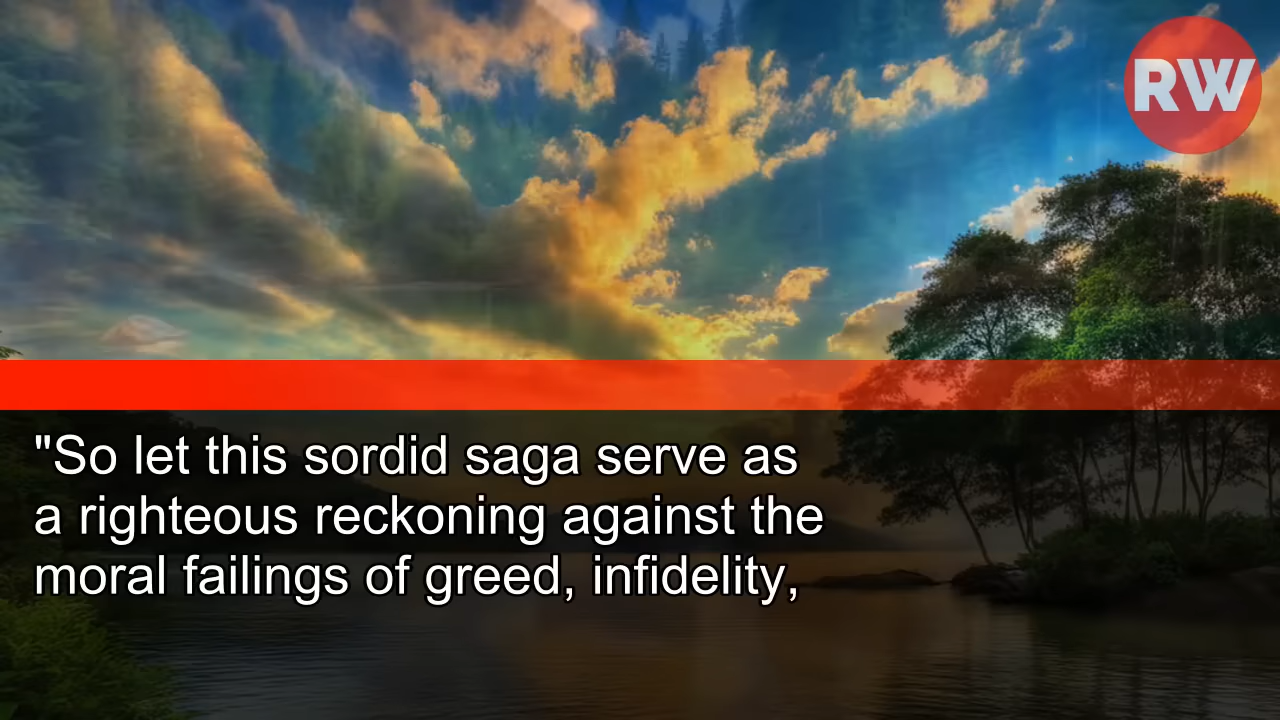 RW
"So let this sordid saga serve as
a righteous reckoning against the
moral failings of greed, infidelity,